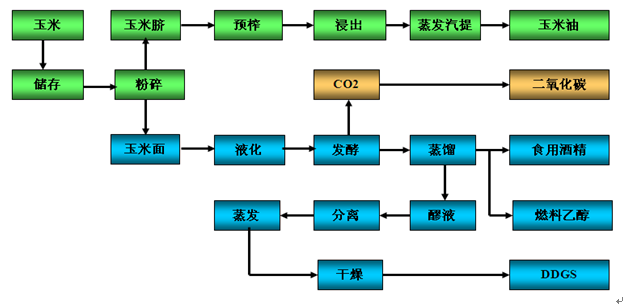 玉米
玉米脐
预榨
浸出
蒸发汽提
玉米油
储存
粉碎
CO2
二氧化碳
玉米面
液化
发酵
蒸馏
食用酒精
蒸发
分离
醪液
燃料乙醇
干燥
DDGS